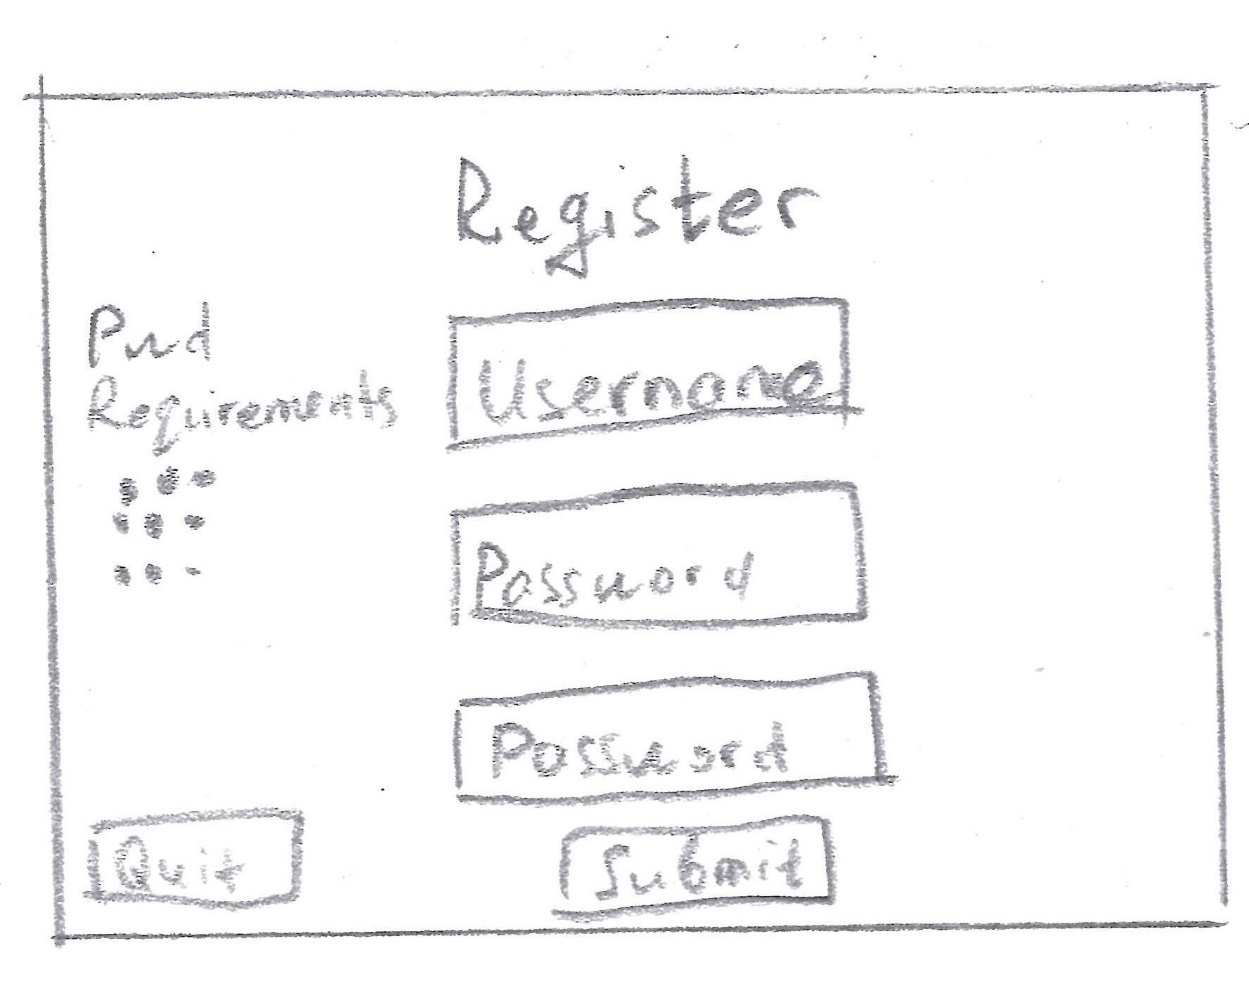 Register
Pwd
Requirements
Username
Password
Password
Quit
Submit